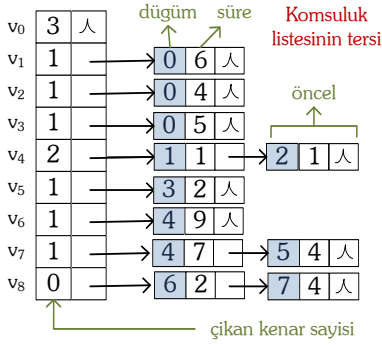 düğüm süre
Komsuluk
listesinin tersi
öncel
v0 3 人
v1 1 0 6 人
v2 1 0 4 人
v3 1 0 5 人
v4 2 1 1 2 1 人
v5 1 3 2 人
v6 1 4 9 人
v7 1 4 7 5 4 人
v8 0 6 2 7 4 人
çikan kenar sayisi